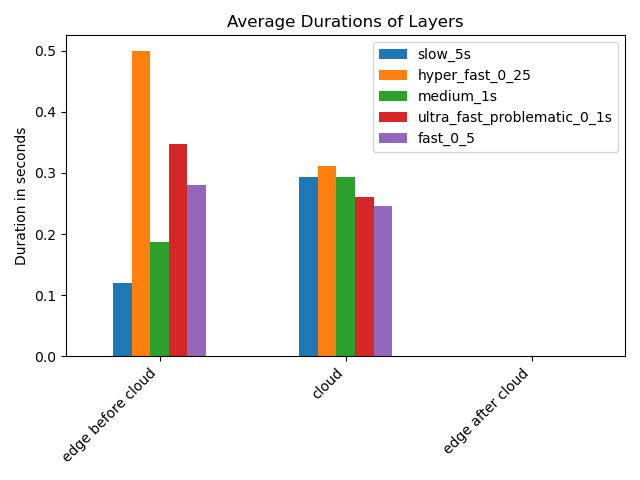 Average Durations of Layers
Duration in seconds
0.5
0.4
0.3
0.2
0.1
0.0
slow_5s
hyper_fast_0_25
medium_1s
ultra_fast_problematic_0_1s
fast_0_5
edge before cloud
cloud
edge after cloud